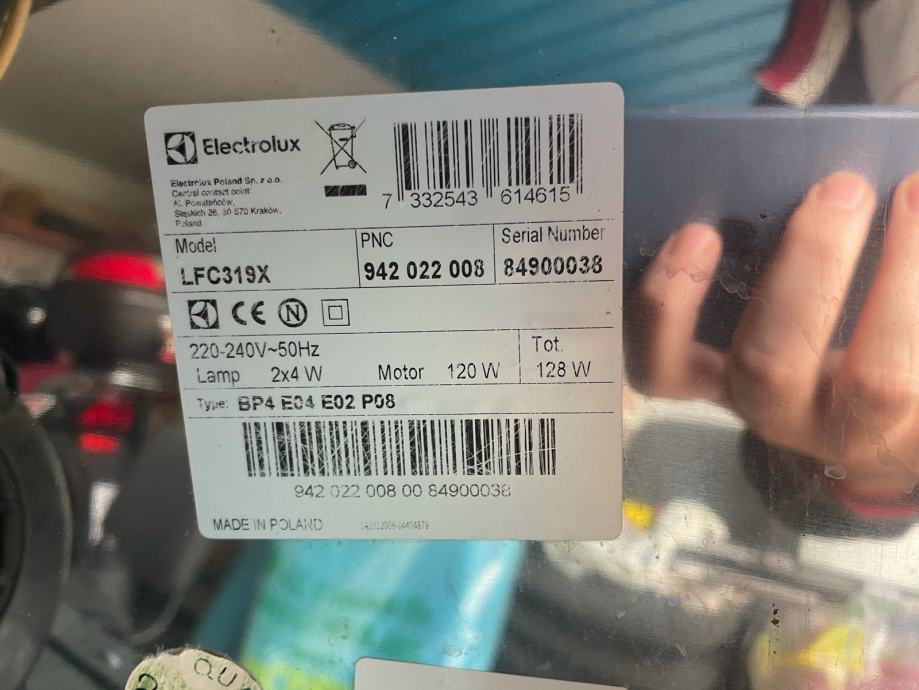 Electrolux
Electrolux Poland Sp. z o.o.
Central contact point:
Al. Powstańców
Śląskich 26, 30-570 Kraków,
Poland
7 332543 614615
Model
LFC319X
PNC
942 022 008
Serial Number
84900038
CE N
220-240V~50Hz
Lamp 2x4 W Motor 120 W
Tot.
128 W
Type: BP4 E04 E02 P08
942 022 008 00 84900038
MADE IN POLAND
QUA